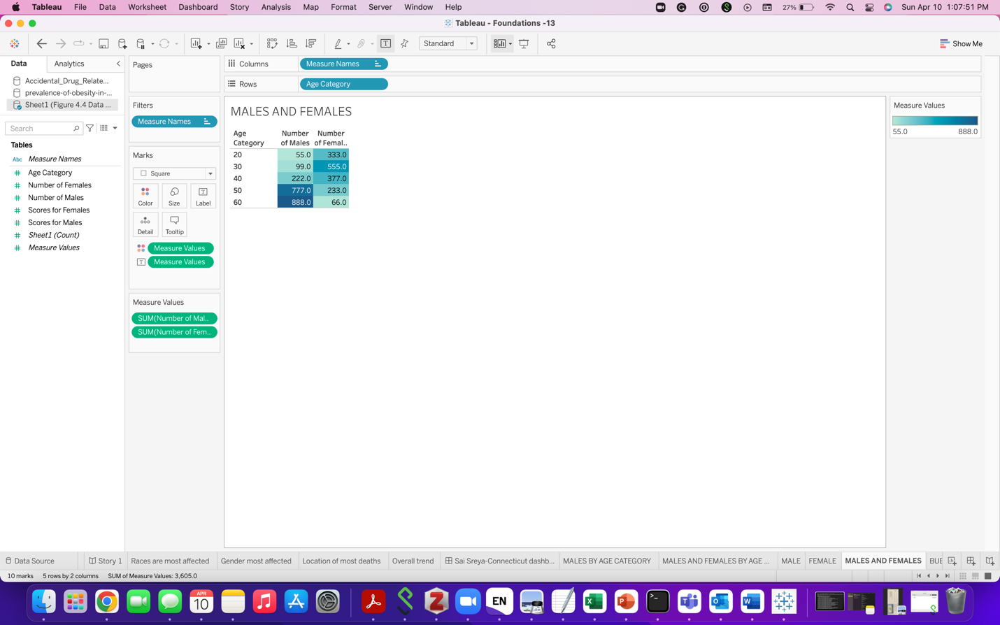 Tableau File Data Worksheet Dashboard Story Analysis Map Format Server Window Help 27% Sun Apr 10 1:07:51 PM
Tableau - Foundations -13
Standard Show Me
Data Analytics
Accidental_Drug_Relate...
prevalence-of-obesity-in-...
Sheet1 (Figure 4.4 Data ...
Search
Tables
Abc Measure Names
Age Category
Number of Females
Number of Males
Scores for Females
Scores for Males
Sheet1 (Count)
Measure Values
Pages
Filters
Measure Names
Marks
Square
Color Size Label
Detail Tooltip
Measure Values
Measure Values
Measure Values
SUM(Number of Mal..
SUM(Number of Fem..
Columns Measure Names
Rows Age Category
MALES AND FEMALES
Age Number Number
Category of Males of Femal..
20 55.0 333.0
30 99.0 555.0
40 222.0 377.0
50 777.0 233.0
60 888.0 66.0
Measure Values
55.0 888.0
Data Source Story 1 Races are most affected Gender most affected Location of most deaths Overall trend Sai Sreya-Connecticut dashb... MALES BY AGE CATEGORY MALES AND FEMALES BY AGE ... MALE FEMALE MALES AND FEMALES BUE
10 marks 5 rows by 2 columns SUM of Measure Values: 3,605.0
APR
10
EN